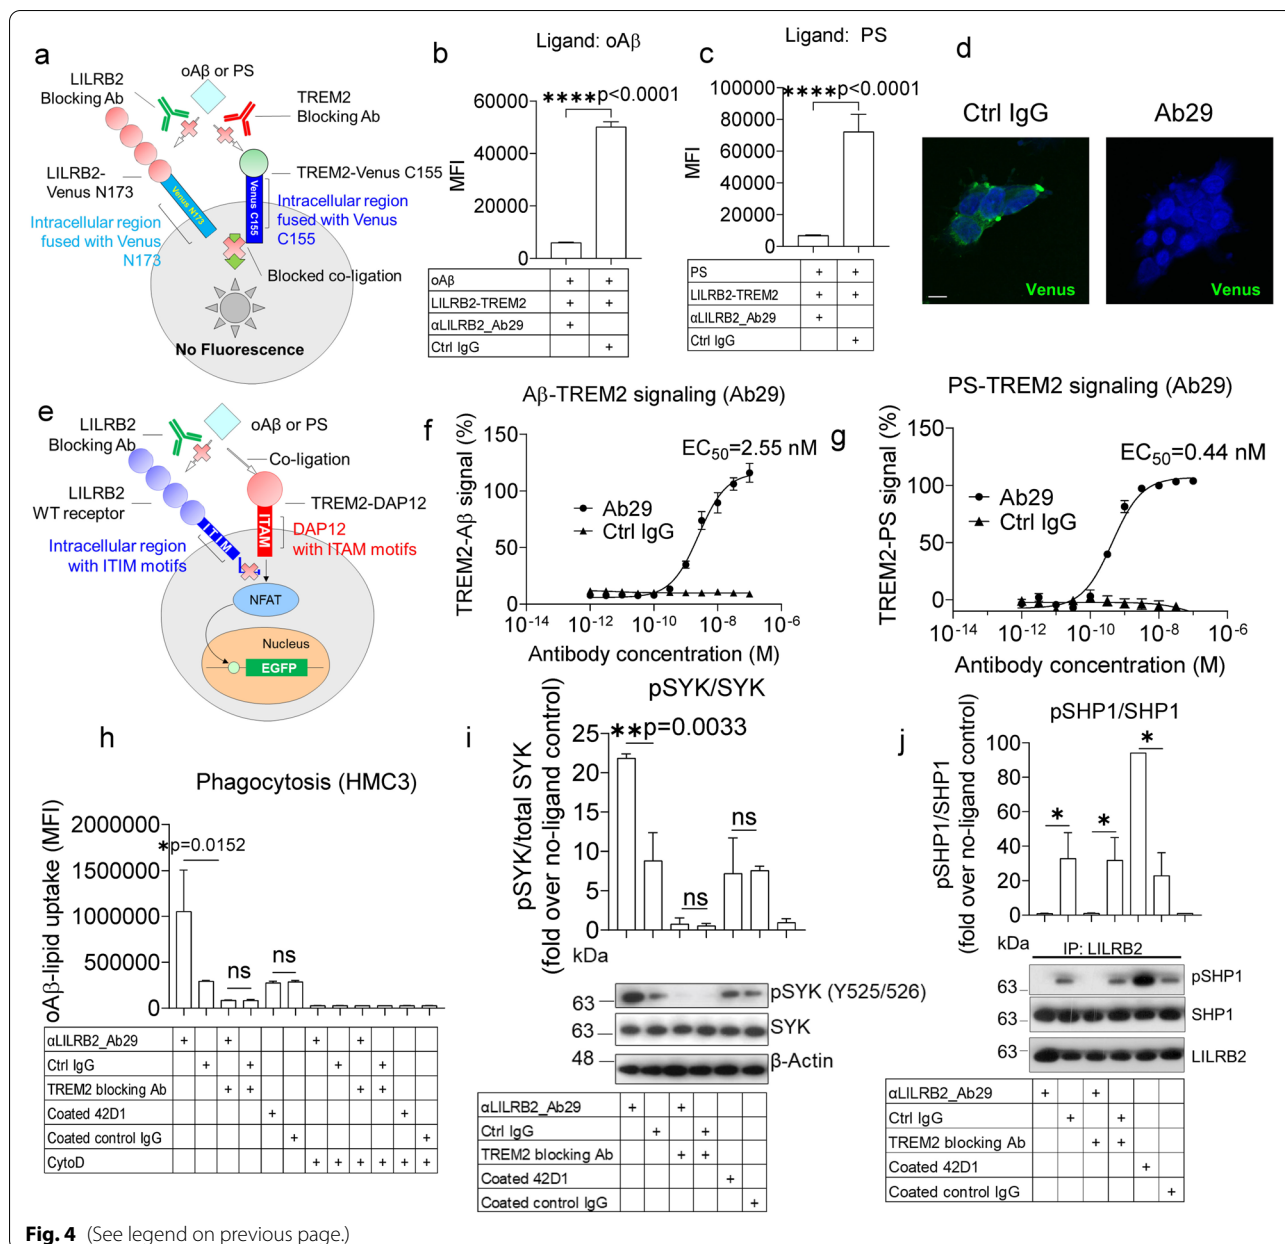 a
oAβ or PS
LILRB2
Blocking Ab
TREM2
Blocking Ab
LILRB2-
Venus N173
TREM2-Venus C155
Venus N173
Venus C155
Intracellular region
fused with Venus
N173
Intracellular region
fused with Venus
C155
Blocked co-ligation
No Fluorescence
b
Ligand: oAβ
****p<0.0001
MFI
60000
40000
20000
0
oAβ + +
LILRB2-TREM2 + +
αLILRB2_Ab29 +
Ctrl IgG +
c
Ligand: PS
****p<0.0001
MFI
100000
80000
60000
40000
20000
0
PS + +
LILRB2-TREM2 + +
αLILRB2_Ab29 +
Ctrl IgG +
d
Ctrl IgG
Ab29
Venus
Venus
e
LILRB2
Blocking Ab
oAβ or PS
Co-ligation
LILRB2
WT receptor
TREM2-DAP12
ITIM
ITAM
DAP12
with ITAM motifs
Intracellular region
with ITIM motifs
NFAT
Nucleus
EGFP
f
Aβ-TREM2 signaling (Ab29)
EC50=2.55 nM
Ab29
Ctrl IgG
TREM2-Aβ signal (%)
150
100
50
0
10-14 10-12 10-10 10-8 10-6
Antibody concentration (M)
g
PS-TREM2 signaling (Ab29)
EC50=0.44 nM
Ab29
Ctrl IgG
TREM2-PS signal (%)
150
100
50
0
10-14 10-12 10-10 10-8 10-6
Antibody concentration (M)
h
Phagocytosis (HMC3)
oAβ-lipid uptake (MFI)
2000000
1500000
1000000
500000
0
*p=0.0152
ns
ns
αLILRB2_Ab29 + + + +
Ctrl IgG + + + +
TREM2 blocking Ab + + + +
Coated 42D1 + +
Coated control IgG + +
CytoD + + + + + +
i
pSYK/SYK
pSYK/total SYK
(fold over no-ligand control)
25
20
15
10
5
0
**p=0.0033
ns
ns
kDa
63
pSYK (Y525/526)
63
SYK
48
β-Actin
αLILRB2_Ab29 + +
Ctrl IgG + +
TREM2 blocking Ab + +
Coated 42D1 +
Coated control IgG +
j
pSHP1/SHP1
pSHP1/SHP1
(fold over no-ligand control)
100
80
60
40
20
0
*
*
*
kDa
IP: LILRB2
63
pSHP1
63
SHP1
63
LILRB2
αLILRB2_Ab29 + +
Ctrl IgG + +
TREM2 blocking Ab + +
Coated 42D1 +
Coated control IgG +
Fig. 4 (See legend on previous page.)